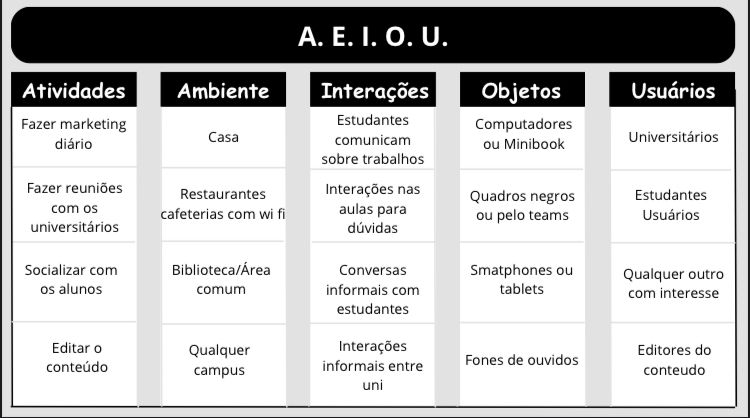 A. E. I. O. U.
Atividades
Fazer marketing
diário
Fazer reuniões
com os
universitários
Socializar com
os alunos
Editar o
conteúdo
Ambiente
Casa
Restaurantes
cafeterias com wi fi
Biblioteca/Área
comum
Qualquer
campus
Interações
Estudantes
comunicam
sobre trabalhos
Interações nas
aulas para
dúvidas
Conversas
informais com
estudantes
Interações
informais entre
uni
Objetos
Computadores
ou Minibook
Quadros negros
ou pelo teams
Smatphones ou
tablets
Fones de ouvidos
Usuários
Universitários
Estudantes
Usuários
Qualquer outro
com interesse
Editores do
conteudo